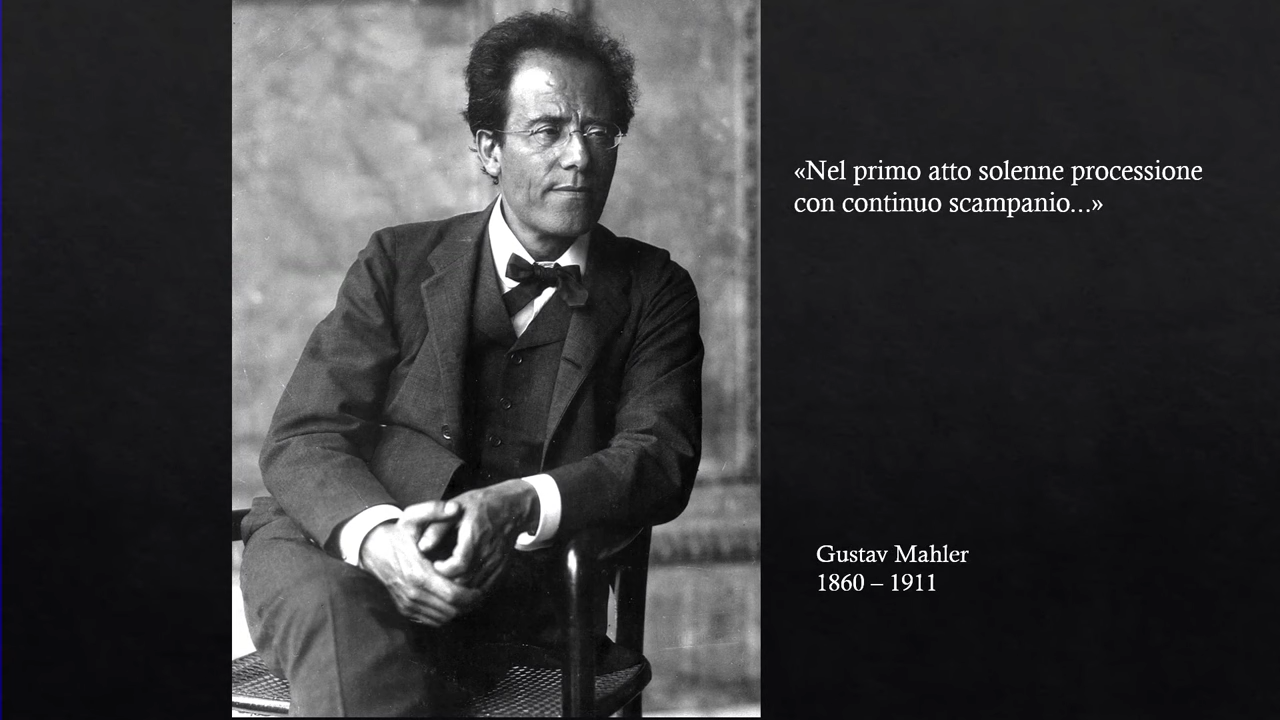 «Nel primo atto solenne processione
con continuo scampanio...»
Gustav Mahler
1860 – 1911